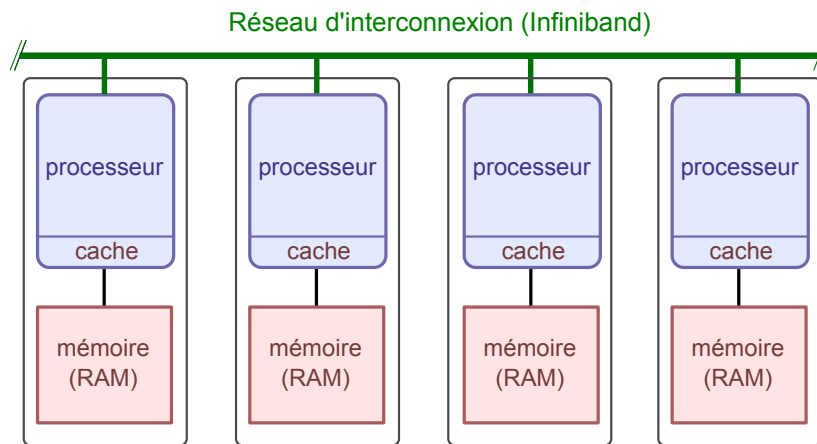 Réseau d'interconnexion (Infiniband)
processeur
cache
mémoire
(RAM)
processeur
cache
mémoire
(RAM)
processeur
cache
mémoire
(RAM)
processeur
cache
mémoire
(RAM)